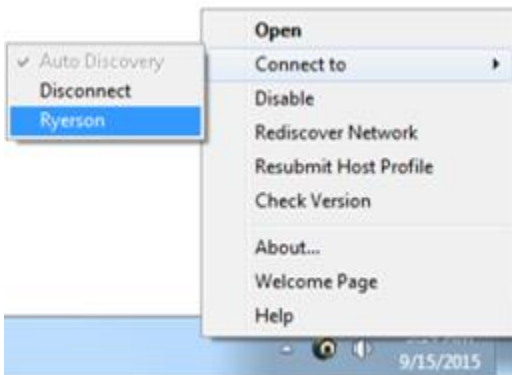 Open
Connect to
Disable
Rediscover Network
Resubmit Host Profile
Check Version
About...
Welcome Page
Help
Auto Discovery
Disconnect
Ryerson
9/15/2015